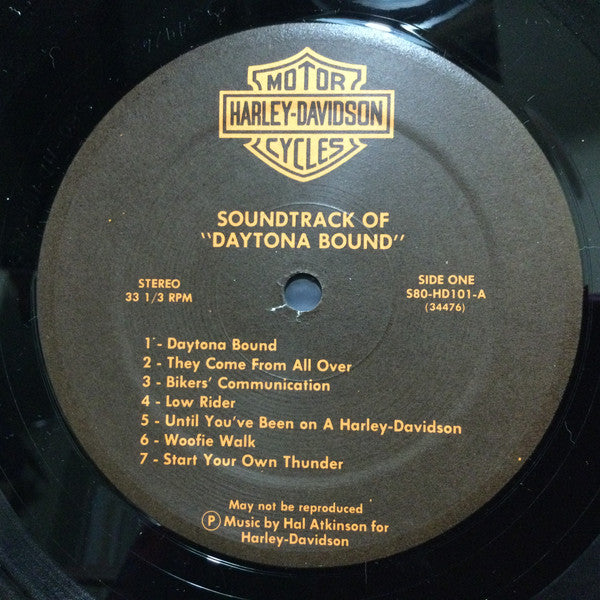 MOTOR
HARLEY-DAVIDSON
CYCLES
SOUNDTRACK OF
"DAYTONA BOUND"
STEREO
33 1/3 RPM
SIDE ONE
S80-HD101-A
(34476)
1 - Daytona Bound
2 - They Come From All Over
3 - Bikers' Communication
4 - Low Rider
5 - Until You've Been on A Harley-Davidson
6 - Woofie Walk
7 - Start Your Own Thunder
May not be reproduced
Ⓟ Music by Hal Atkinson for
Harley-Davidson